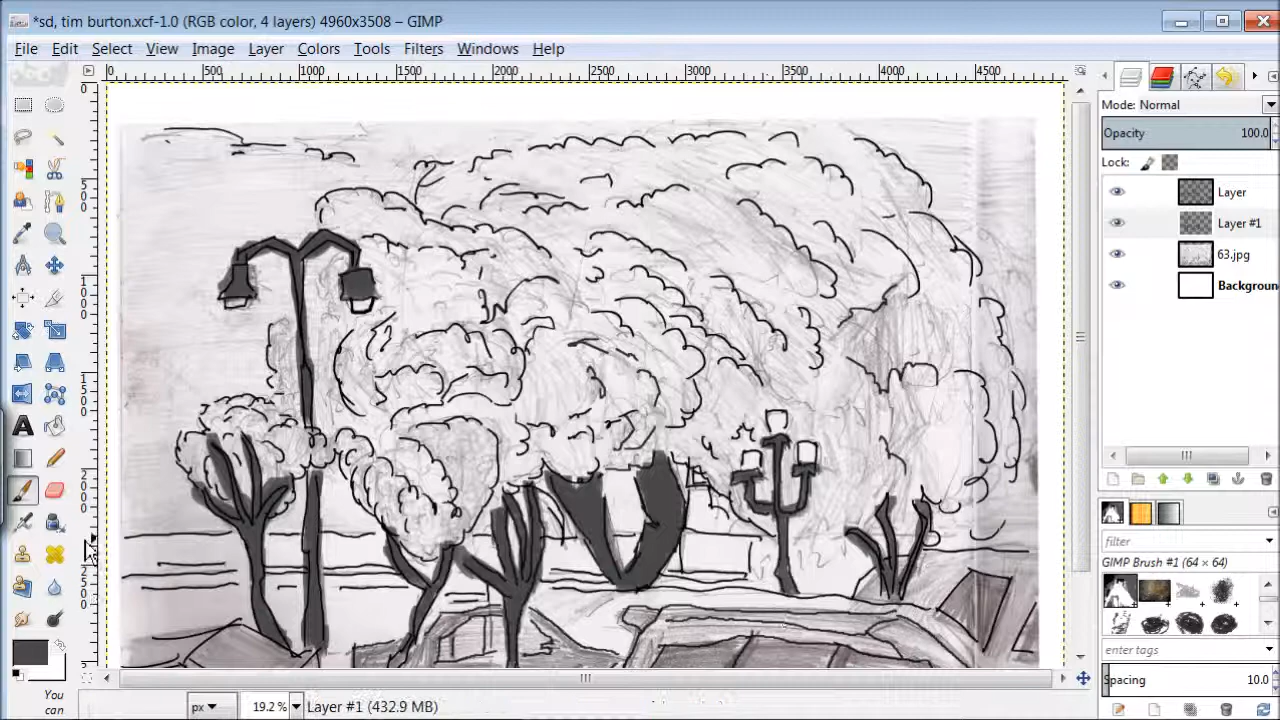 *sd, tim burton.xcf-1.0 (RGB color, 4 layers) 4960x3508 – GIMP
File Edit Select View Image Layer Colors Tools Filters Windows Help
0 500 1000 1500 2000 2500 3000 3500 4000 4500
Mode: Normal
Opacity 100.0
Lock:
Layer
Layer #1
63.jpg
Backgroun
filter
GIMP Brush #1 (64 × 64)
enter tags
Spacing 10.0
You
can
px 19.2% Layer #1 (432.9 MB)